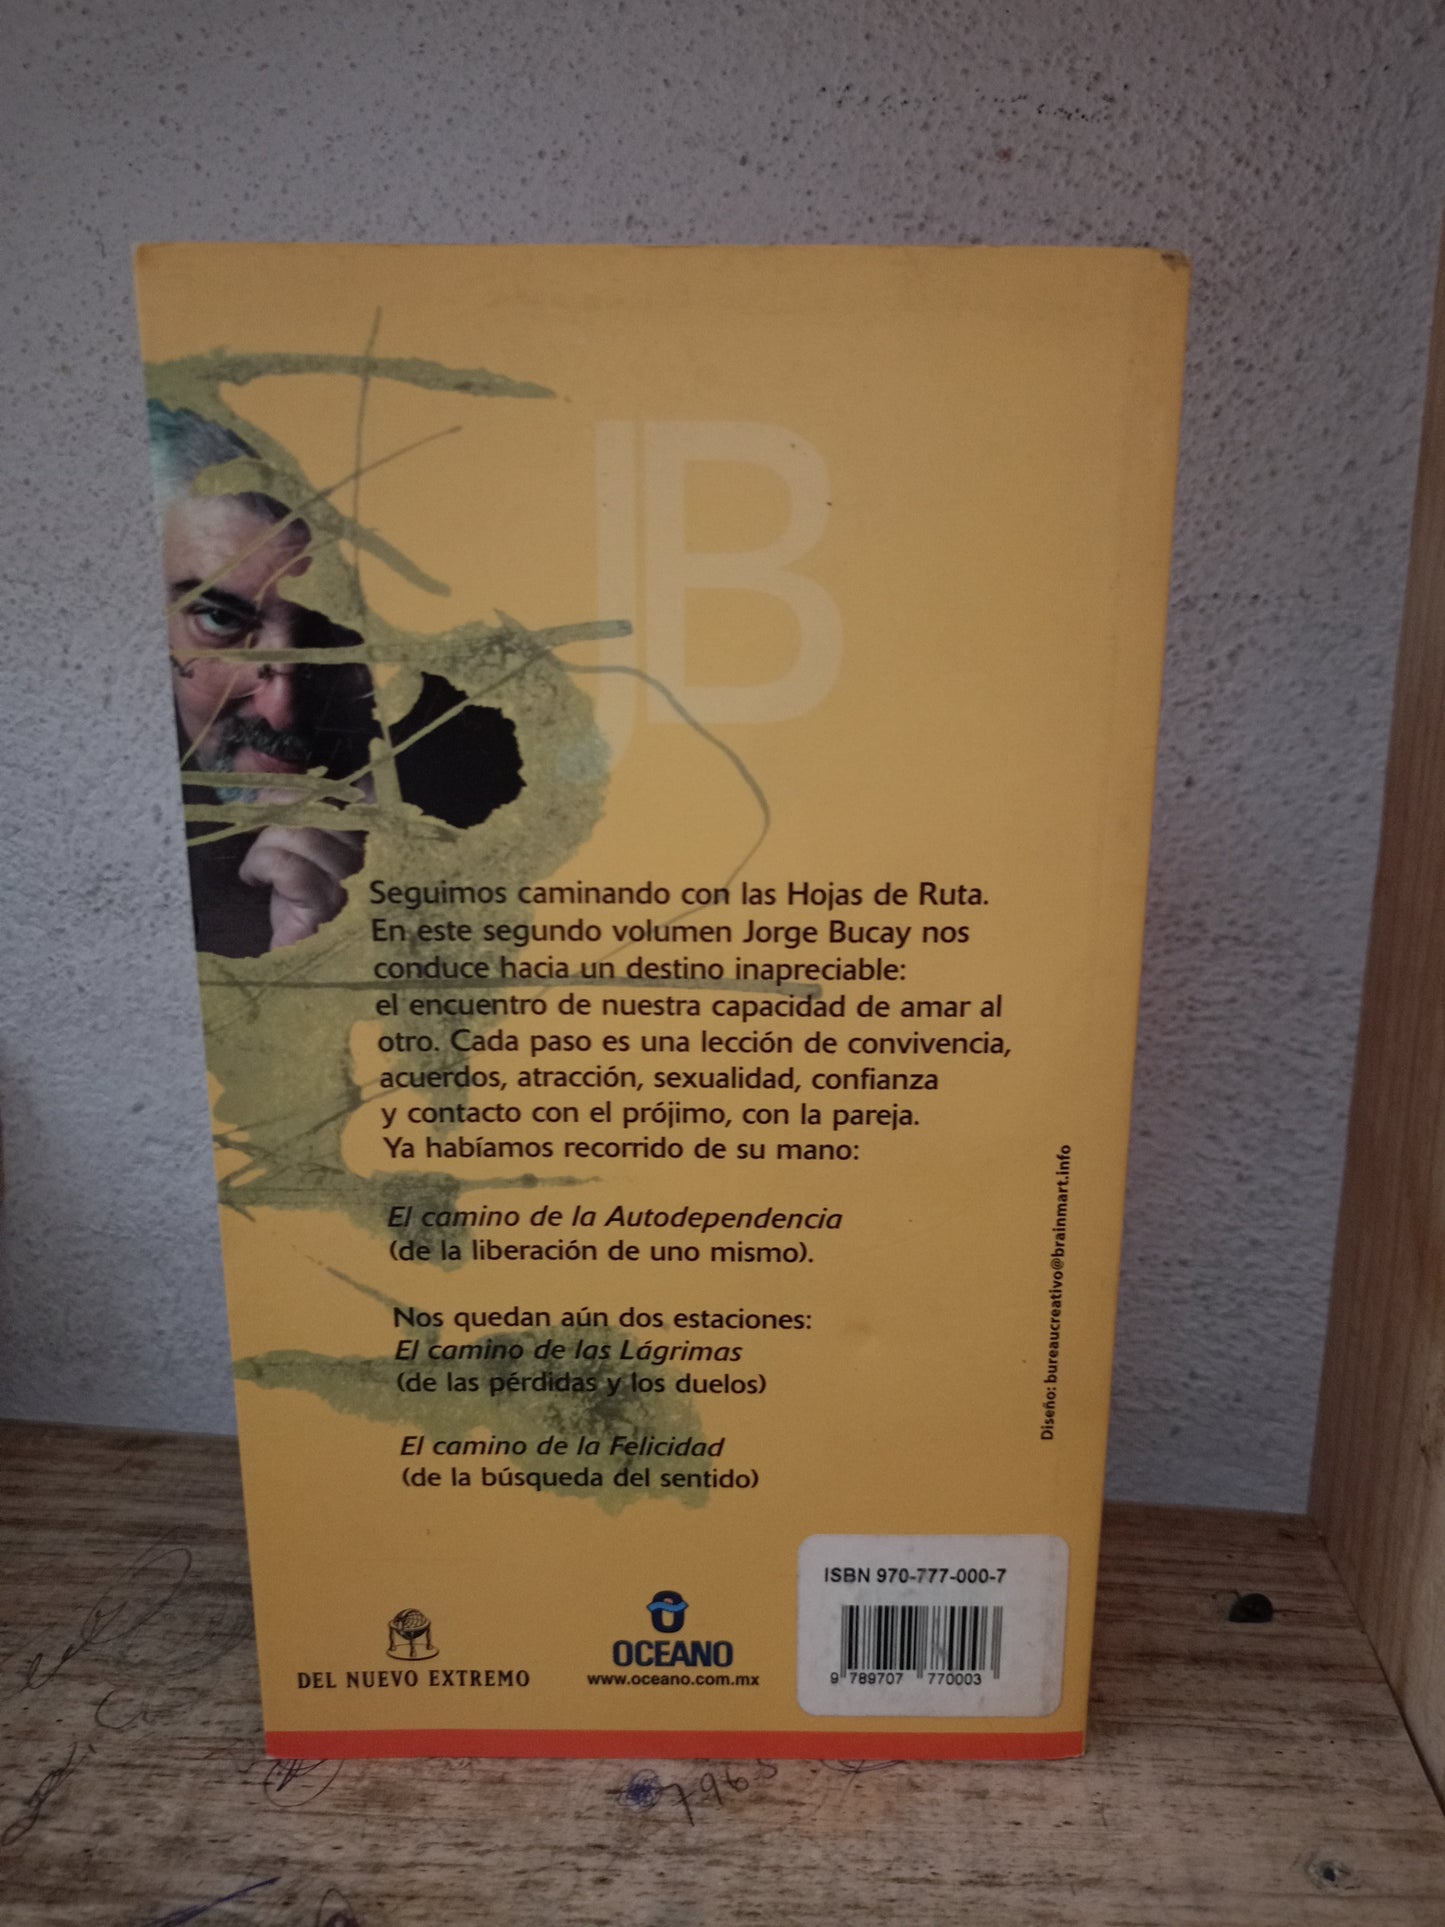 JB
Seguimos caminando con las Hojas de Ruta.
En este segundo volumen Jorge Bucay nos
conduce hacia un destino inapreciable:
el encuentro de nuestra capacidad de amar al
otro. Cada paso es una lección de convivencia,
acuerdos, atracción, sexualidad, confianza
y contacto con el prójimo, con la pareja.
Ya habíamos recorrido de su mano:
El camino de la Autodependencia
(de la liberación de uno mismo).
Nos quedan aún dos estaciones:
El camino de las Lágrimas
(de las pérdidas y los duelos)
El camino de la Felicidad
(de la búsqueda del sentido)
Diseño: bureaucreativo@brainmart.info
DEL NUEVO EXTREMO
OCEANO
www.oceano.com.mx
ISBN 970-777-000-7
9 789707 770003